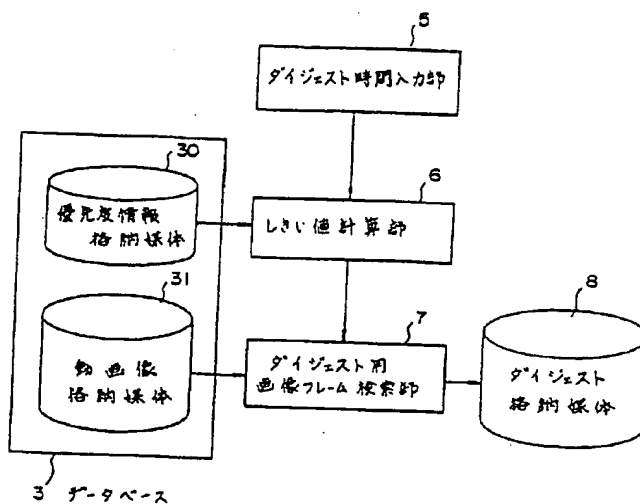 5
ダイジェスト時間入力部
30
優先度情報
格納媒体
6
しきい値計算部
31
動画像
格納媒体
7
ダイジェスト用
画像フレーム検索部
8
ダイジェスト
格納媒体
3 データベース